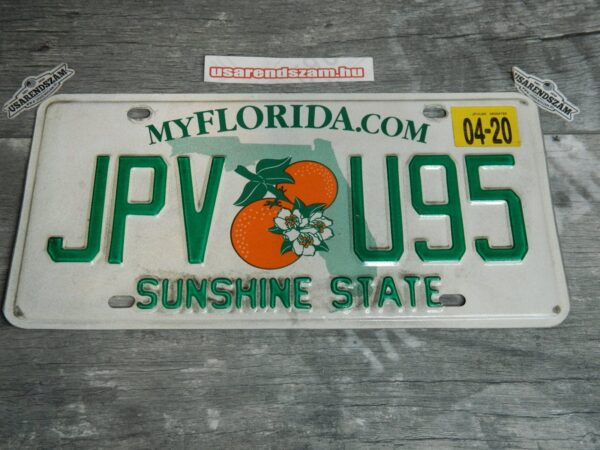 usarendszam.hu
USARENDSZAM
USARENDSZAM
MYFLORIDA.COM
04-20
JPV U95
SUNSHINE STATE